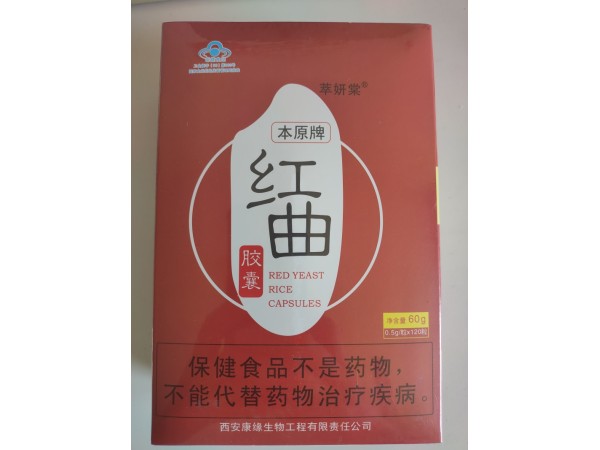 萃妍棠®
本原牌
红曲
胶囊
RED YEAST
RICE
CAPSULES
净含量 60g
0.5g/粒x120粒
保健食品不是药物，
不能代替药物治疗疾病。
西安康缘生物工程有限责任公司